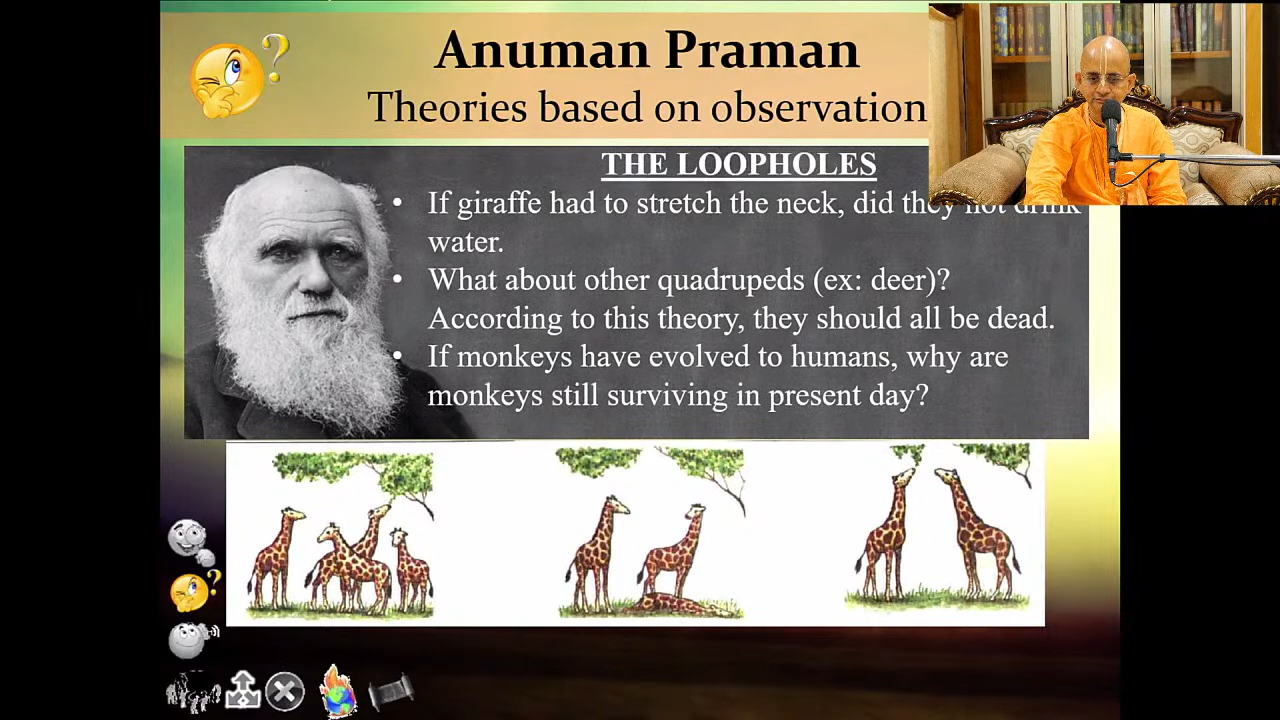 Anuman Praman
Theories based on observation
THE LOOPHOLES
• If giraffe had to stretch the neck, did they not drink
water.
• What about other quadrupeds (ex: deer)?
According to this theory, they should all be dead.
• If monkeys have evolved to humans, why are
monkeys still surviving in present day?